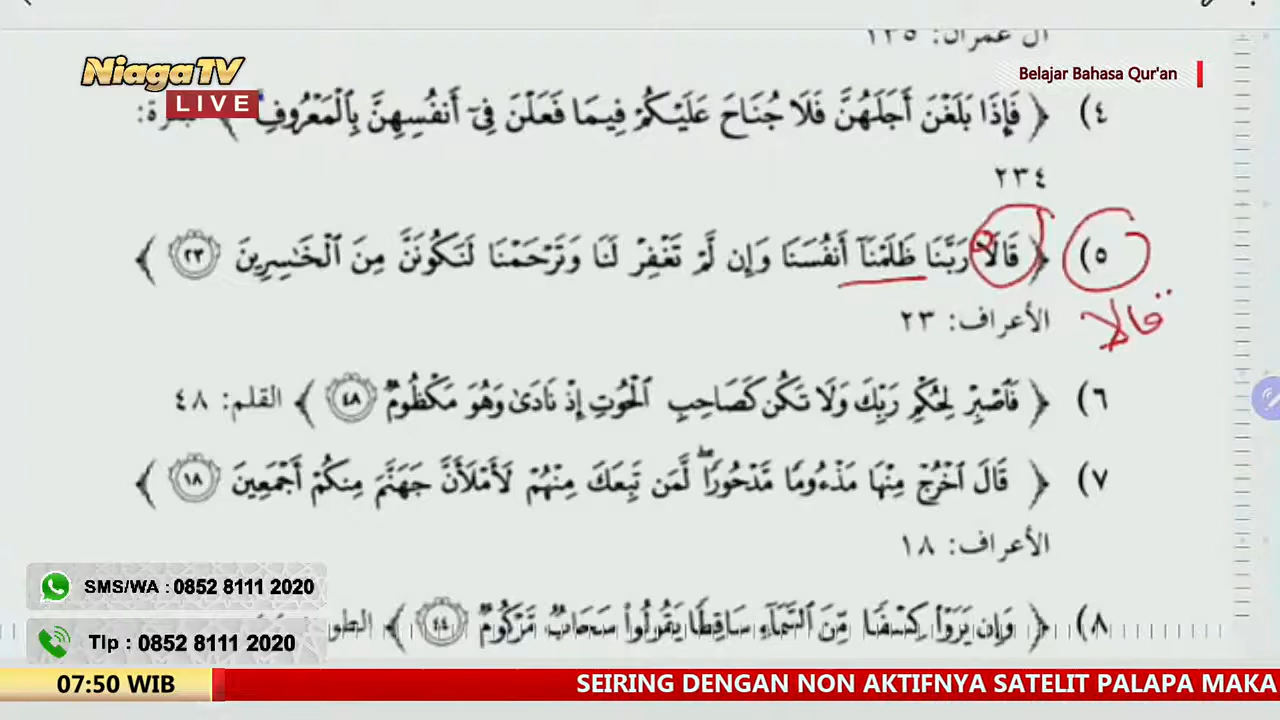 آل عمران: ١٣٥
NiagaTV
LIVE
Belajar Bahasa Qur'an
٤) ﴿ فَإِذَا بَلَغْنَ أَجَلَهُنَّ فَلَا جُنَاحَ عَلَيْكُمْ فِيمَا فَعَلْنَ فِىٓ أَنفُسِهِنَّ بِالْمَعْرُوفِ ﴾
٢٣٤
٥) ﴿ قَالَا رَبَّنَا ظَلَمْنَآ أَنفُسَنَا وَإِن لَّمْ تَغْفِرْ لَنَا وَتَرْحَمْنَا لَنَكُونَنَّ مِنَ ٱلْخَٰسِرِينَ ٢٣ ﴾
الأعراف: ٢٣
قالا
٦) ﴿ فَٱصْبِرْ لِحُكْمِ رَبِّكَ وَلَا تَكُن كَصَاحِبِ ٱلْحُوتِ إِذْ نَادَىٰ وَهُوَ مَكْظُومٌ ٤٨ ﴾ القلم: ٤٨
٧) ﴿ قَالَ ٱخْرُجْ مِنْهَا مَذْءُومًا مَّدْحُورًا ۖ لَّمَن تَبِعَكَ مِنْهُمْ لَأَمْلَأَنَّ جَهَنَّمَ مِنكُمْ أَجْمَعِينَ ١٨ ﴾
الأعراف: ١٨
٨) ﴿ وَإِن يَرَوْا۟ كِسْفًا مِّنَ ٱلسَّمَآءِ سَاقِطًا يَقُولُوا۟ سَحَابٌ مَّرْكُومٌ ٤٤ ﴾
SMS/WA : 0852 8111 2020
Tlp : 0852 8111 2020
07:50 WIB
SEIRING DENGAN NON AKTIFNYA SATELIT PALAPA MAKA